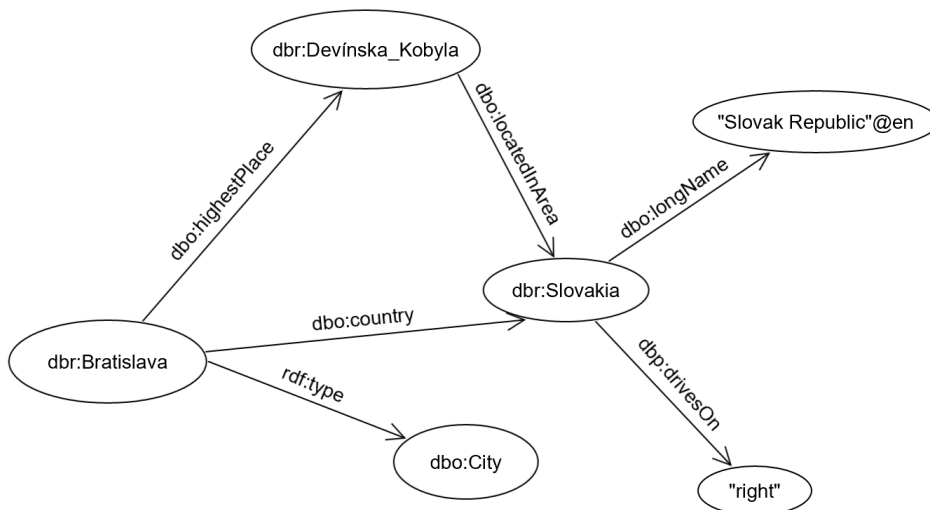 dbr:Devínska_Kobyla
dbo:locatedInArea
"Slovak Republic"@en
dbo:highestPlace
dbo:longName
dbr:Slovakia
dbo:country
dbr:Bratislava
rdf:type
dbp:drivesOn
dbo:City
"right"